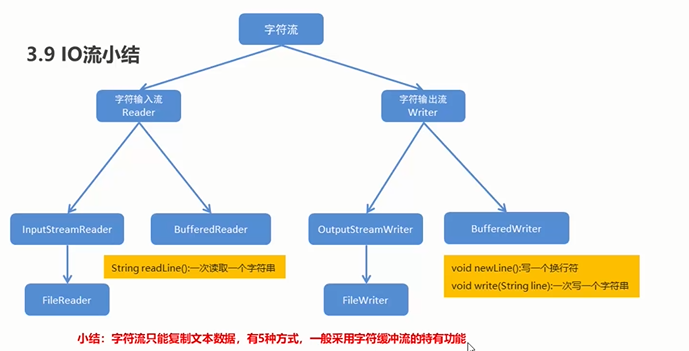 字符流
3.9 IO流小结
字符输入流
Reader
字符输出流
Writer
InputStreamReader
BufferedReader
OutputStreamWriter
BufferedWriter
String readLine():一次读取一个字符串
void newLine():写一个换行符
void write(String line):一次写一个字符串
FileReader
FileWriter
小结：字符流只能复制文本数据，有5种方式，一般采用字符缓冲流的特有功能